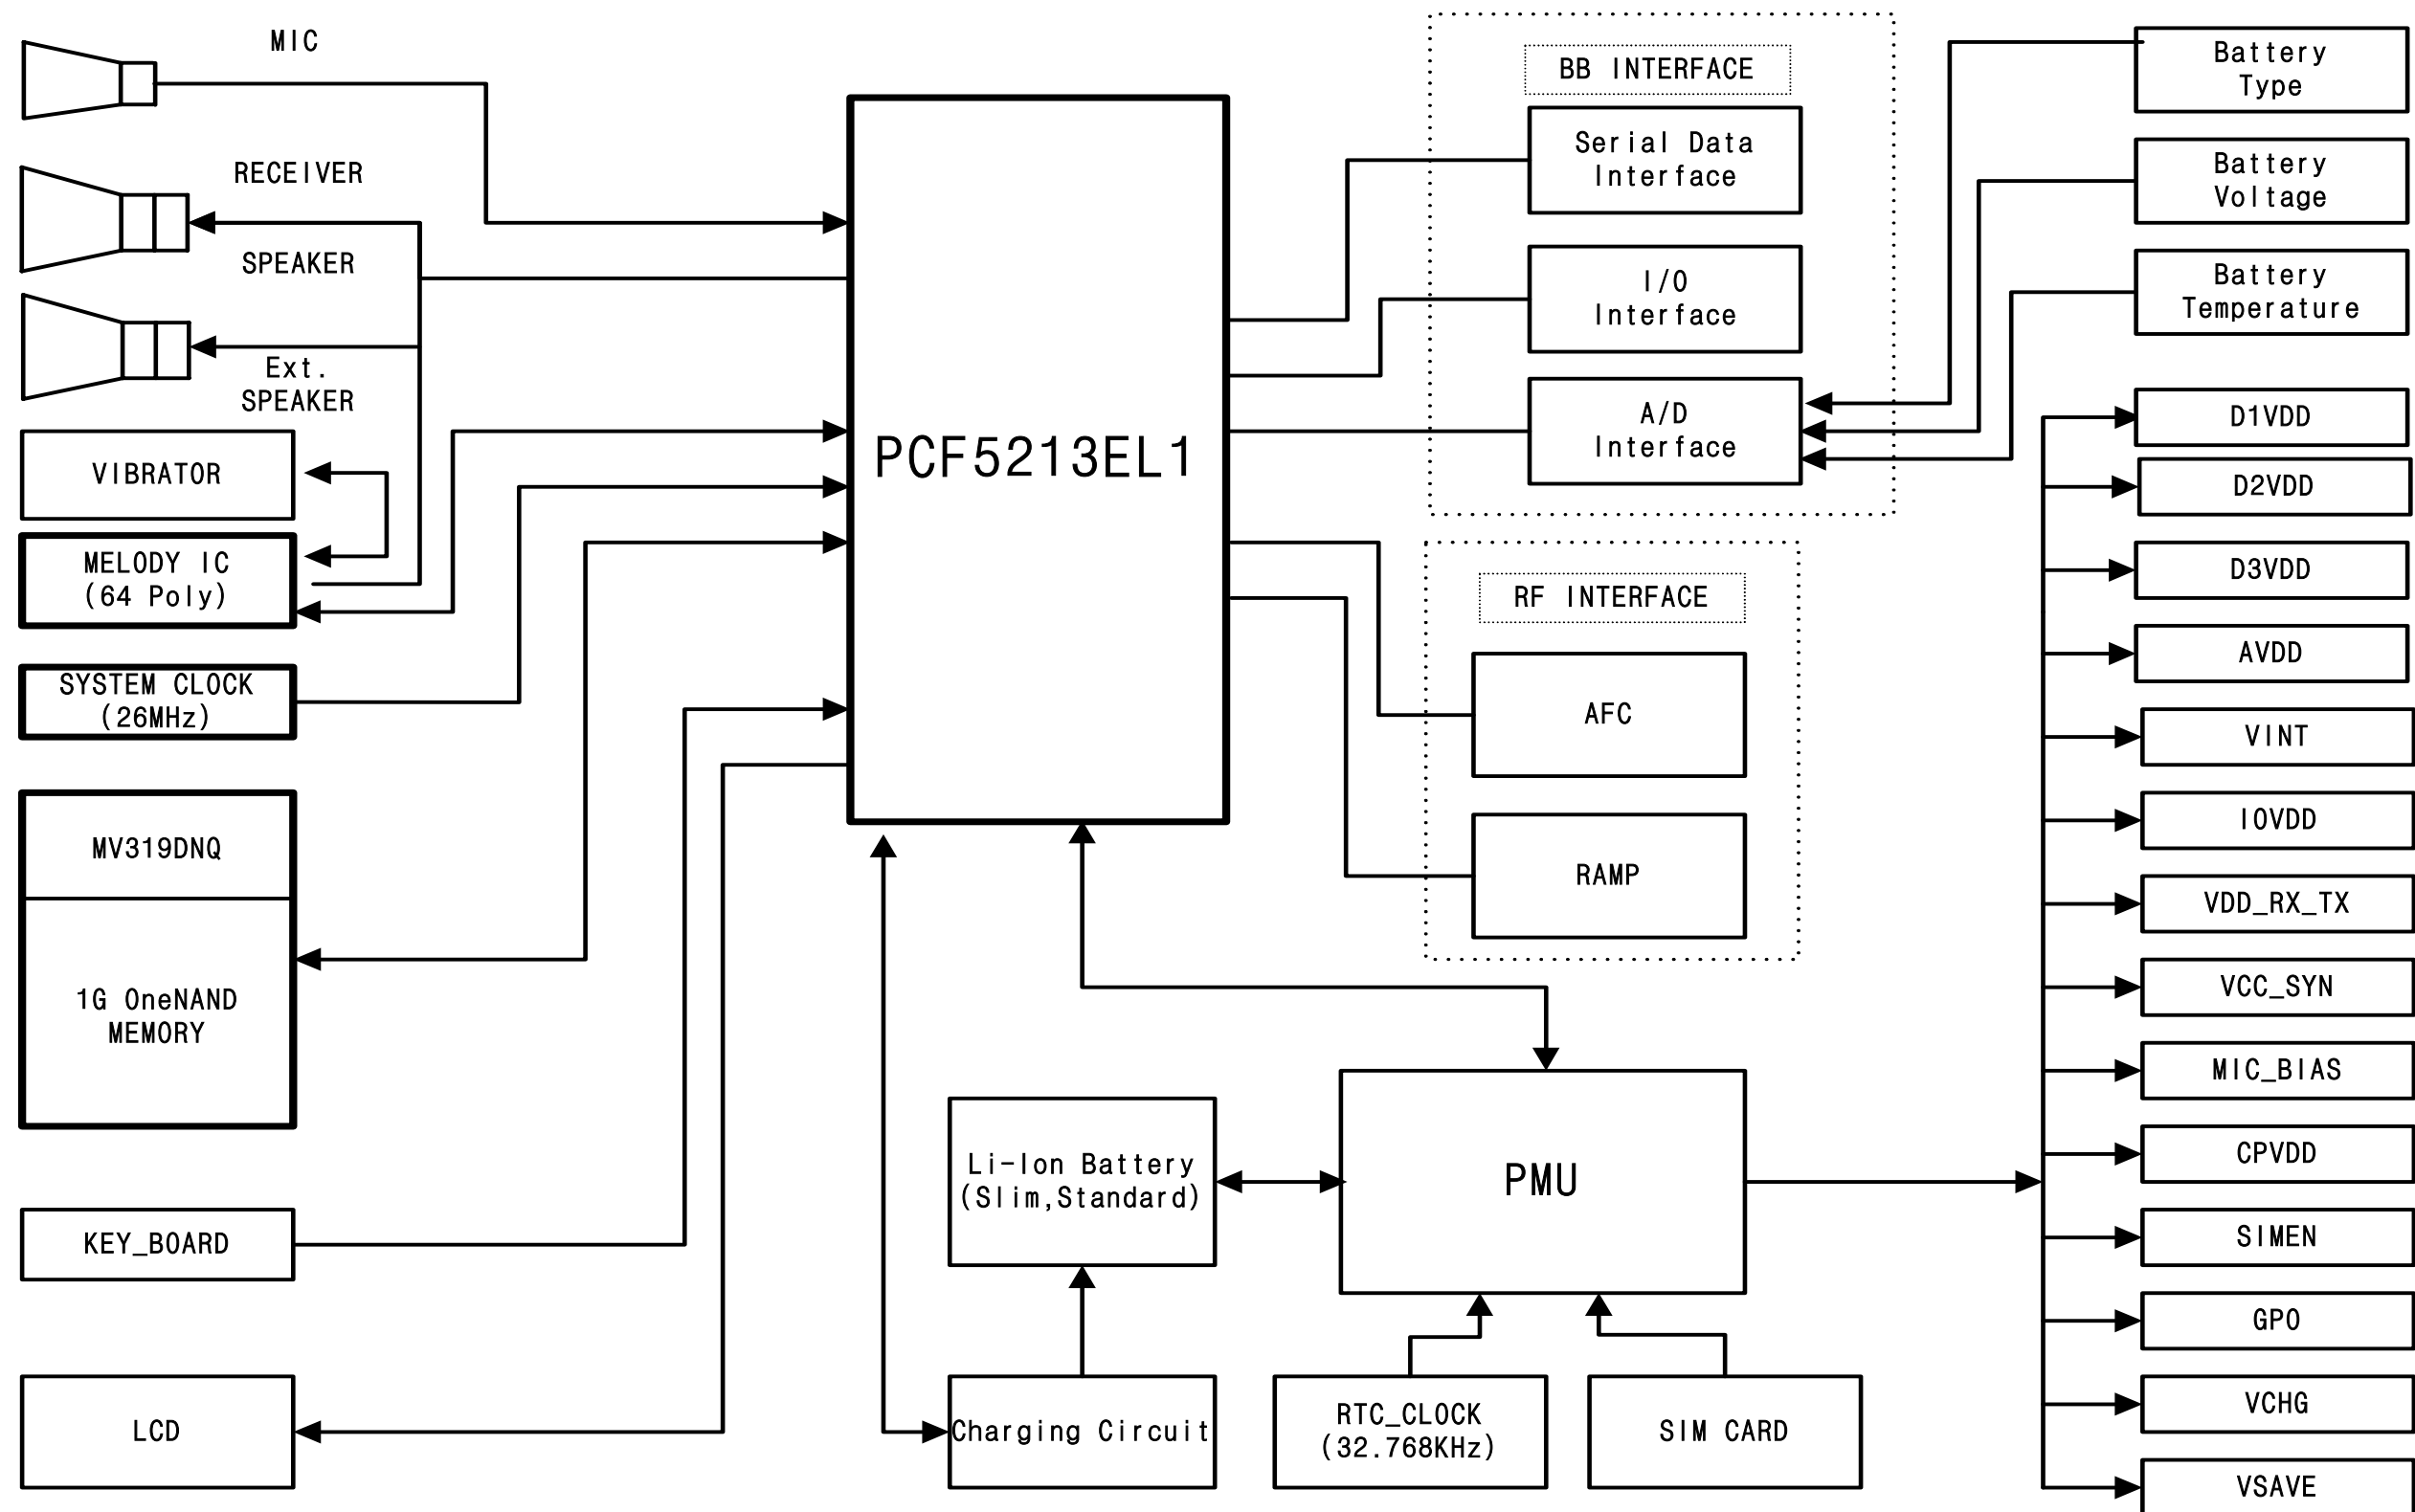 MIC
RECEIVER
SPEAKER
Ext.
SPEAKER
VIBRATOR
MELODY IC
(64 Poly)
SYSTEM CLOCK
(26MHz)
MV319DNQ
1G OneNAND
MEMORY
KEY_BOARD
LCD
PCF5213EL1
BB INTERFACE
Serial Data
Interface
I/O
Interface
A/D
Interface
RF INTERFACE
AFC
RAMP
Li-Ion Battery
(Slim,Standard)
PMU
Charging Circuit
RTC_CLOCK
(32.768KHz)
SIM CARD
Battery
Type
Battery
Voltage
Battery
Temperature
D1VDD
D2VDD
D3VDD
AVDD
VINT
IOVDD
VDD_RX_TX
VCC_SYN
MIC_BIAS
CPVDD
SIMEN
GPO
VCHG
VSAVE